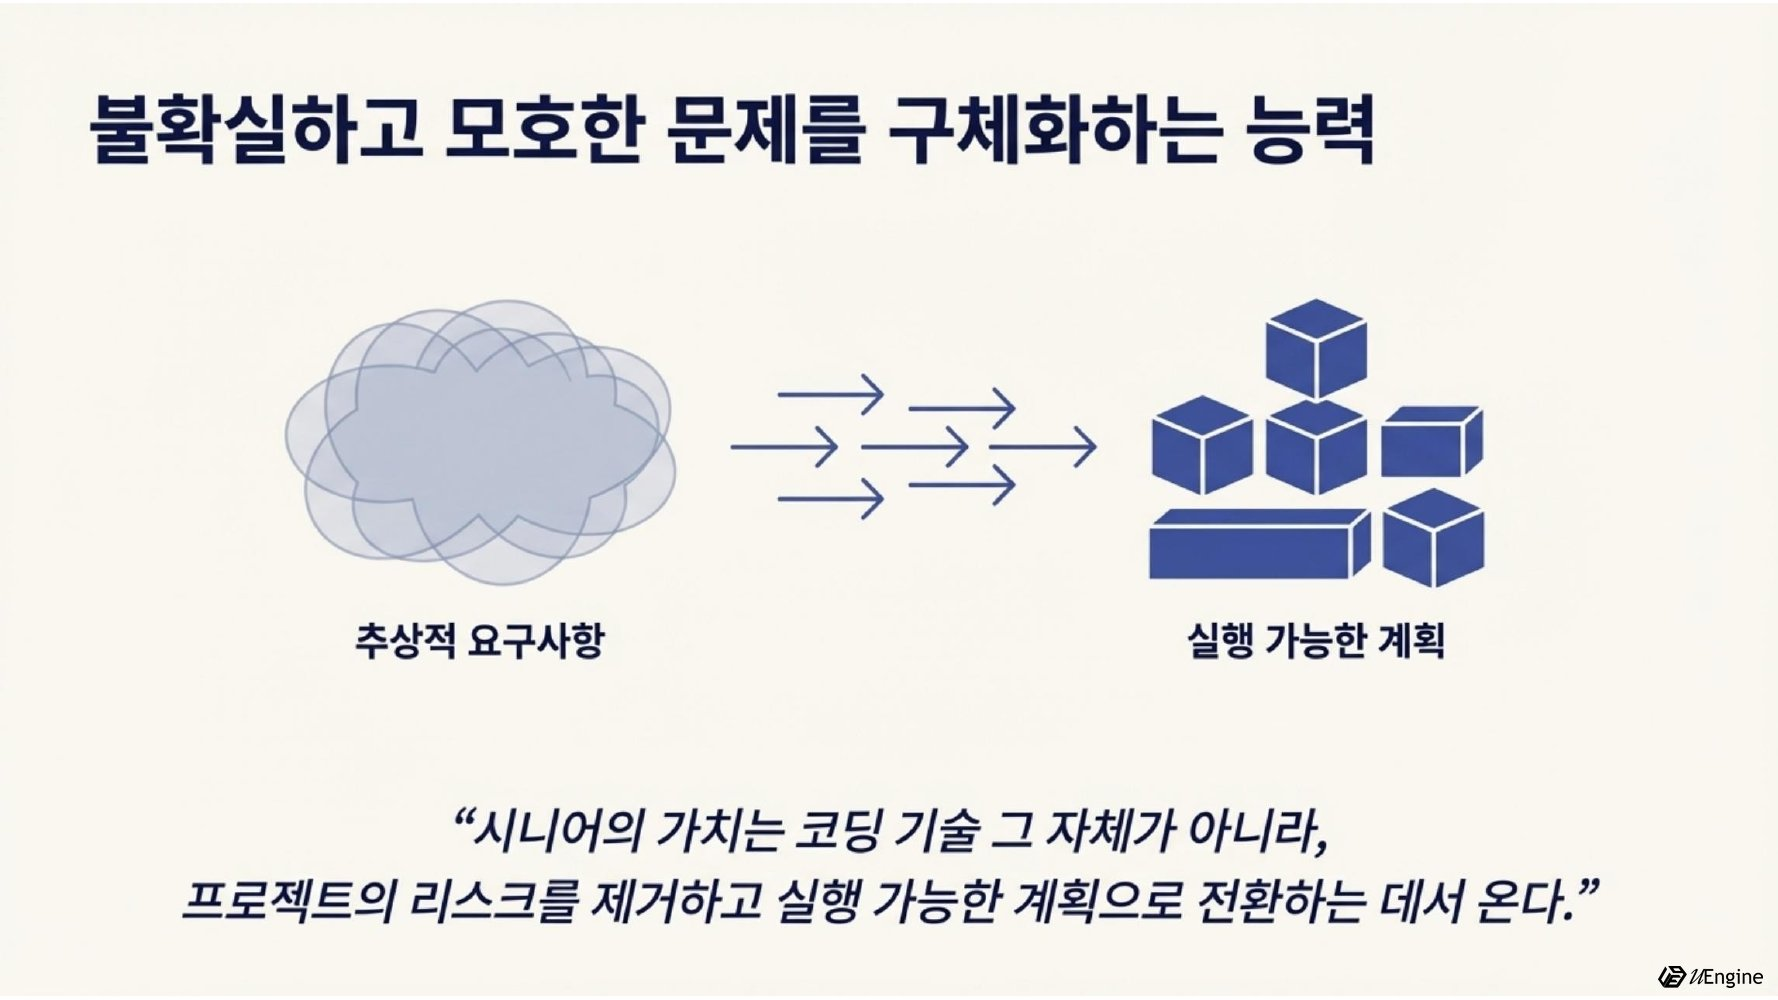 불확실하고 모호한 문제를 구체화하는 능력
추상적 요구사항
실행 가능한 계획
“시니어의 가치는 코딩 기술 그 자체가 아니라,
프로젝트의 리스크를 제거하고 실행 가능한 계획으로 전환하는 데서 온다.”
uEngine